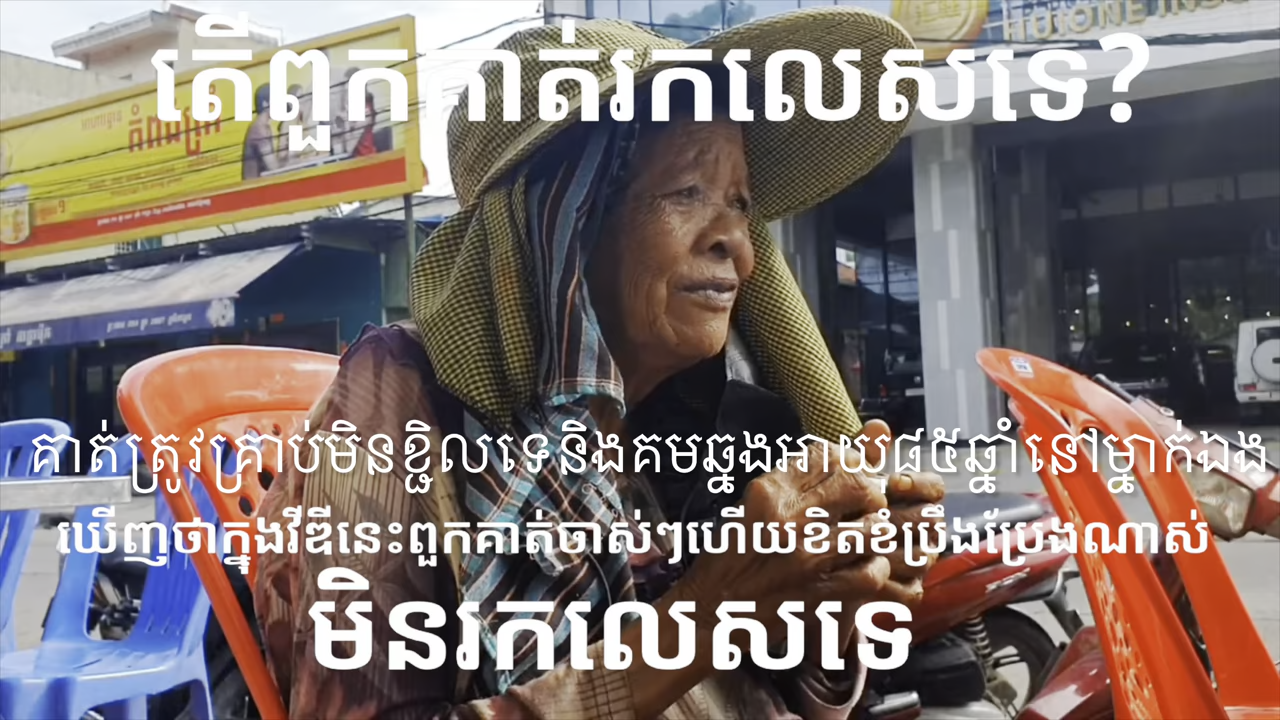 តើពួកគាត់រកលេសទេ?
HUIONE INS
គាត់ត្រូវគ្រាប់មិនខ្ជិលទេនិងគមឆ្នងអាយុ៨៥ឆ្នាំនៅម្នាក់ឯង
ឃើញថាក្នុងវីឌីនេះពួកគាត់ចាស់ៗហើយខិតខំប្រឹងប្រែងណាស់
មិនរកលេសទេ